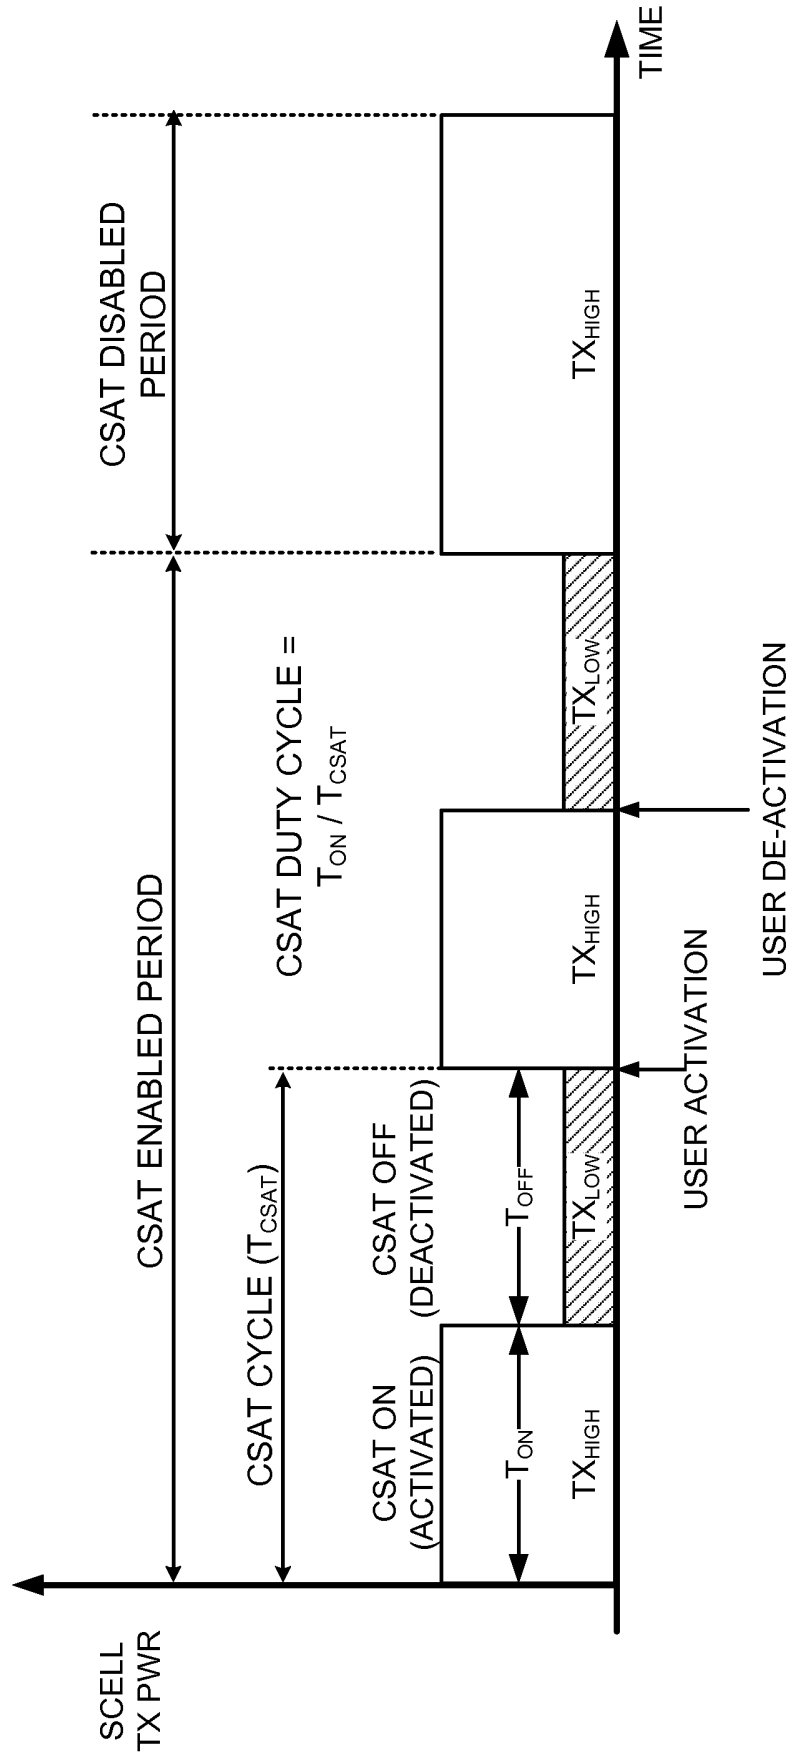 SCELL
TX PWR
CSAT ENABLED PERIOD
CSAT DISABLED
PERIOD
CSAT CYCLE (T_CSAT)
CSAT DUTY CYCLE =
T_ON / T_CSAT
CSAT ON
(ACTIVATED)
CSAT OFF
(DEACTIVATED)
T_ON
T_OFF
TX_HIGH
TX_LOW
TX_HIGH
TX_LOW
TX_HIGH
TIME
USER ACTIVATION
USER DE-ACTIVATION